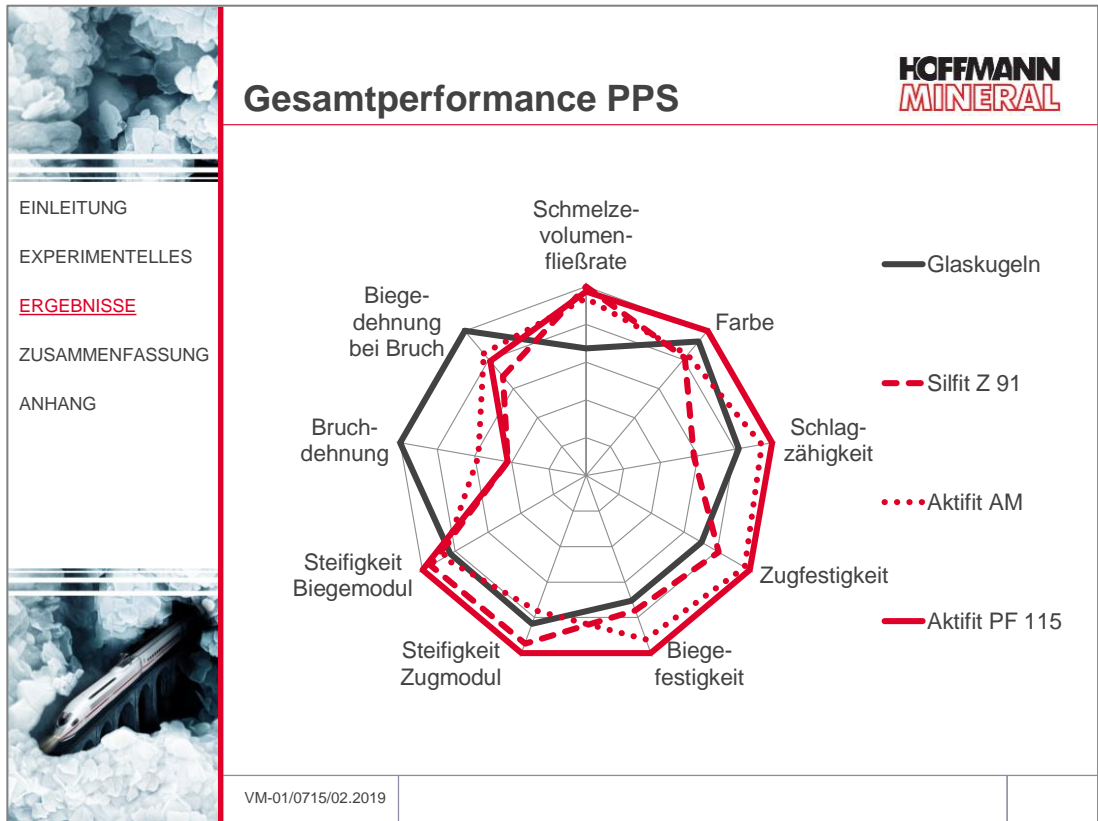 HOFFMANN
MINERAL
Gesamtperformance PPS
EINLEITUNG
EXPERIMENTELLES
ERGEBNISSE
ZUSAMMENFASSUNG
ANHANG
Schmelze-
volumen-
fließrate
Farbe
Schlag-
zähigkeit
Zugfestigkeit
Biege-
festigkeit
Steifigkeit
Zugmodul
Steifigkeit
Biegemodul
Bruch-
dehnung
Biege-
dehnung
bei Bruch
Glaskugeln
Silfit Z 91
Aktifit AM
Aktifit PF 115
VM-01/0715/02.2019